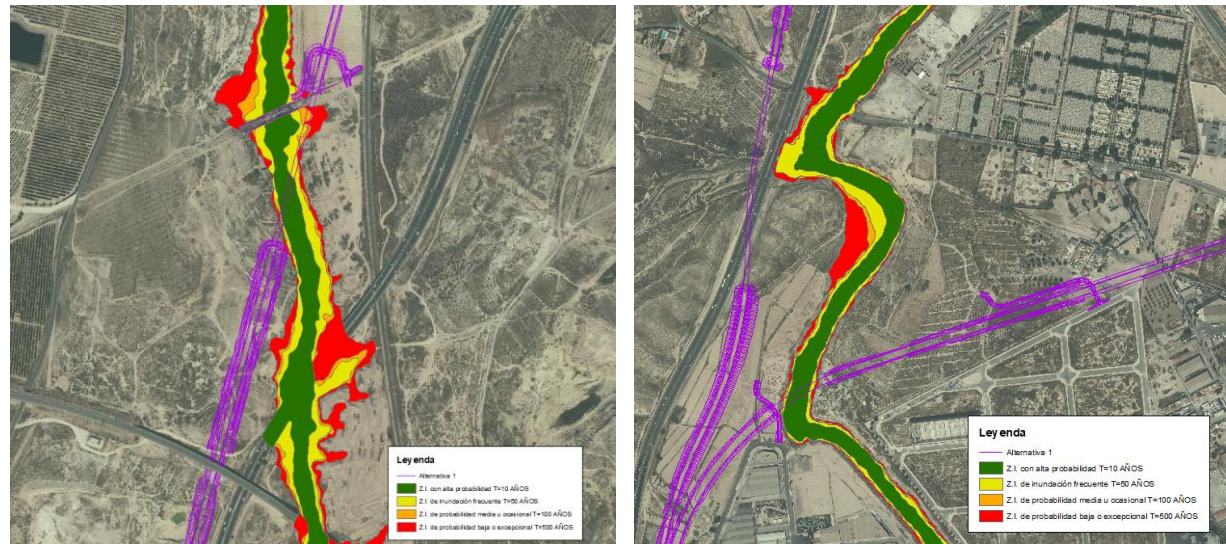 Leyenda
Alternativa 1
Z.I. con alta probabilidad T=10 AÑOS
Z.I. de inundación frecuente T=50 AÑOS
Z.I. de probabilidad media u ocasional T=100 AÑOS
Z.I. de probabilidad baja o excepcional T=500 AÑOS
Leyenda
Alternativa 1
Z.I. con alta probabilidad T=10 AÑOS
Z.I. de inundación frecuente T=50 AÑOS
Z.I. de probabilidad media u ocasional T=100 AÑOS
Z.I. de probabilidad baja o excepcional T=500 AÑOS